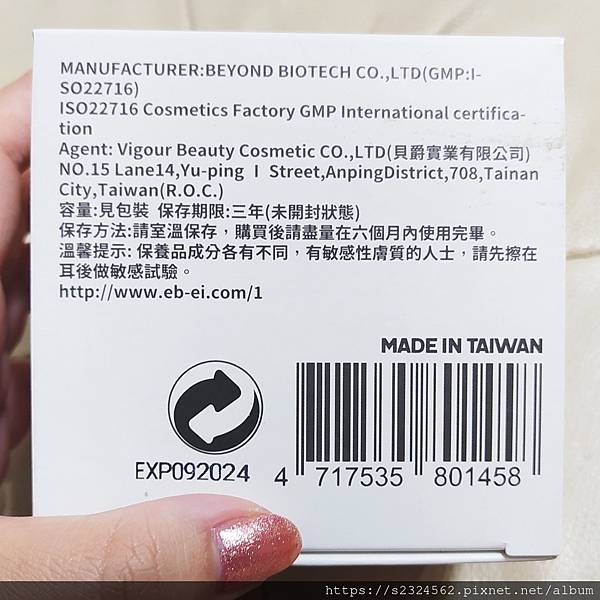 MANUFACTURER:BEYOND BIOTECH CO.,LTD(GMP:I-
SO22716)
ISO22716 Cosmetics Factory GMP International certifica-
tion
Agent: Vigour Beauty Cosmetic CO.,LTD(貝爵實業有限公司)
NO.15 Lane14,Yu-ping I Street,AnpingDistrict,708,Tainan
City,Taiwan(R.O.C.)
容量:見包裝 保存期限:三年(未開封狀態)
保存方法:請室溫保存，購買後請盡量在六個月內使用完畢。
溫馨提示: 保養品成分各有不同，有敏感性膚質的人士，請先擦在
耳後做敏感試驗。
http://www.eb-ei.com/1
MADE IN TAIWAN
EXP092024
4 717535 801458
https://s2324562.pixnet.net/album